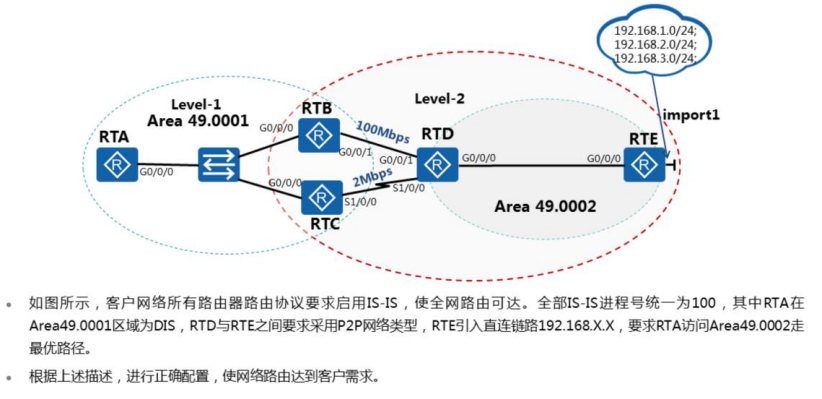 192.168.1.0/24;
192.168.2.0/24;
192.168.3.0/24;
Level-1
Area 49.0001
Level-2
import1
RTA
RTB
RTD
RTE
G0/0/0
100Mbps
G0/0/0
G0/0/1
G0/0/1
G0/0/0
G0/0/0
R
R
R
R
G0/0/0
2Mbps
S1/0/0
S1/0/0
R
RTC
Area 49.0002
• 如图所示，客户网络所有路由器路由协议要求启用IS-IS，使全网路由可达。全部IS-IS进程号统一为100，其中RTA在
Area49.0001区域为DIS，RTD与RTE之间要求采用P2P网络类型，RTE引入直连链路192.168.X.X，要求RTA访问Area49.0002走
最优路径。
• 根据上述描述，进行正确配置，使网络路由达到客户需求。